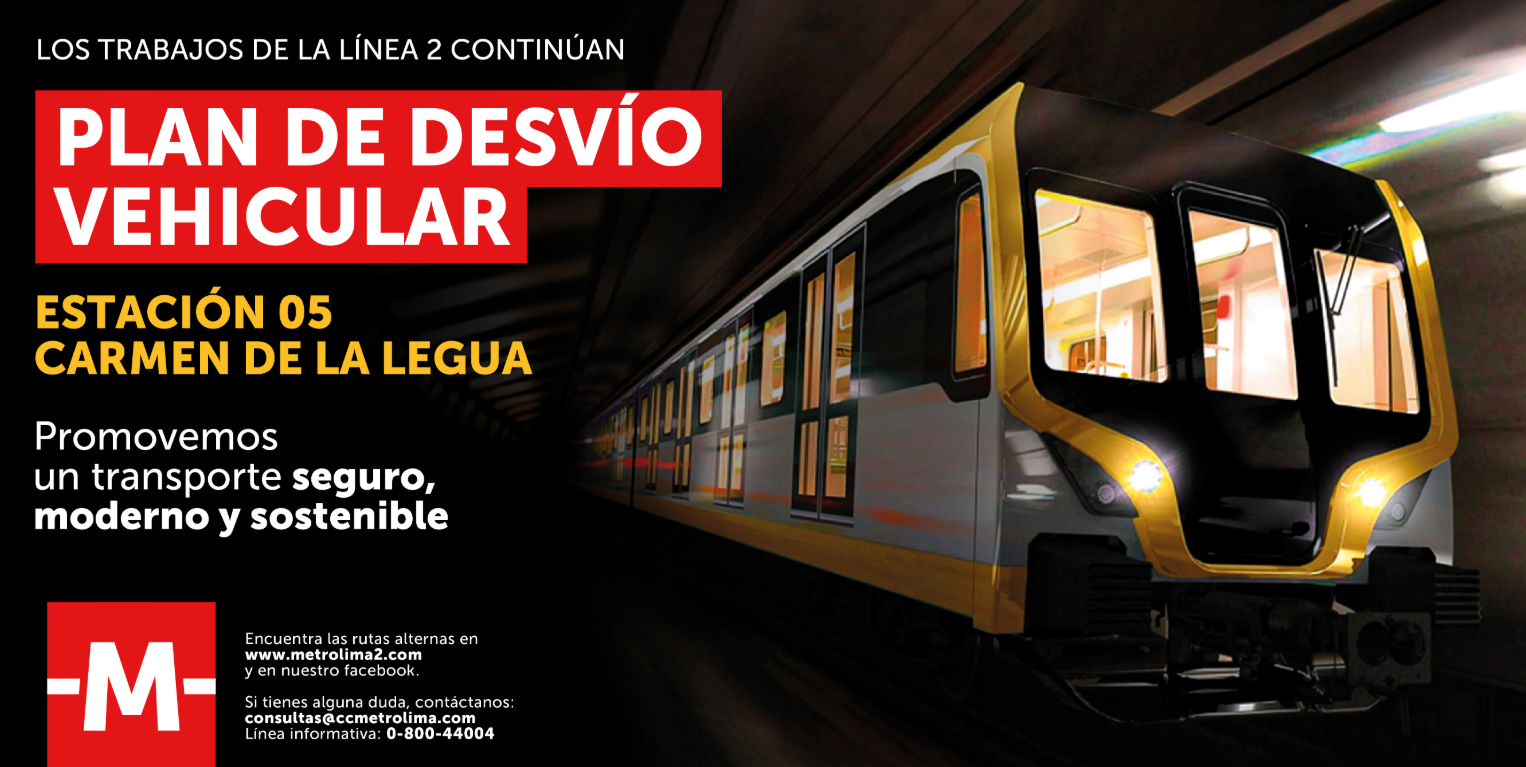 LOS TRABAJOS DE LA LÍNEA 2 CONTINÚAN
PLAN DE DESVÍO
VEHICULAR
ESTACIÓN 05
CARMEN DE LA LEGUA
Promovemos
un transporte seguro,
moderno y sostenible
M
Encuentra las rutas alternas en
www.metrolima2.com
y en nuestro facebook.
Si tienes alguna duda, contáctanos:
consultas@ccmetrolima.com
Línea informativa: 0-800-44004